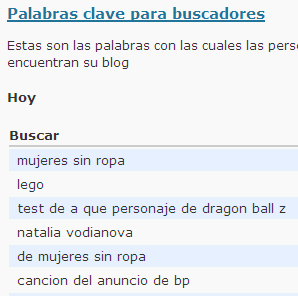 Palabras clave para buscadores
Estas son las palabras con las cuales las
encuentran su blog
Hoy
Buscar
mujeres sin ropa
lego
test de a que personaje de dragon ball z
natalia vodianova
de mujeres sin ropa
cancion del anuncio de bp